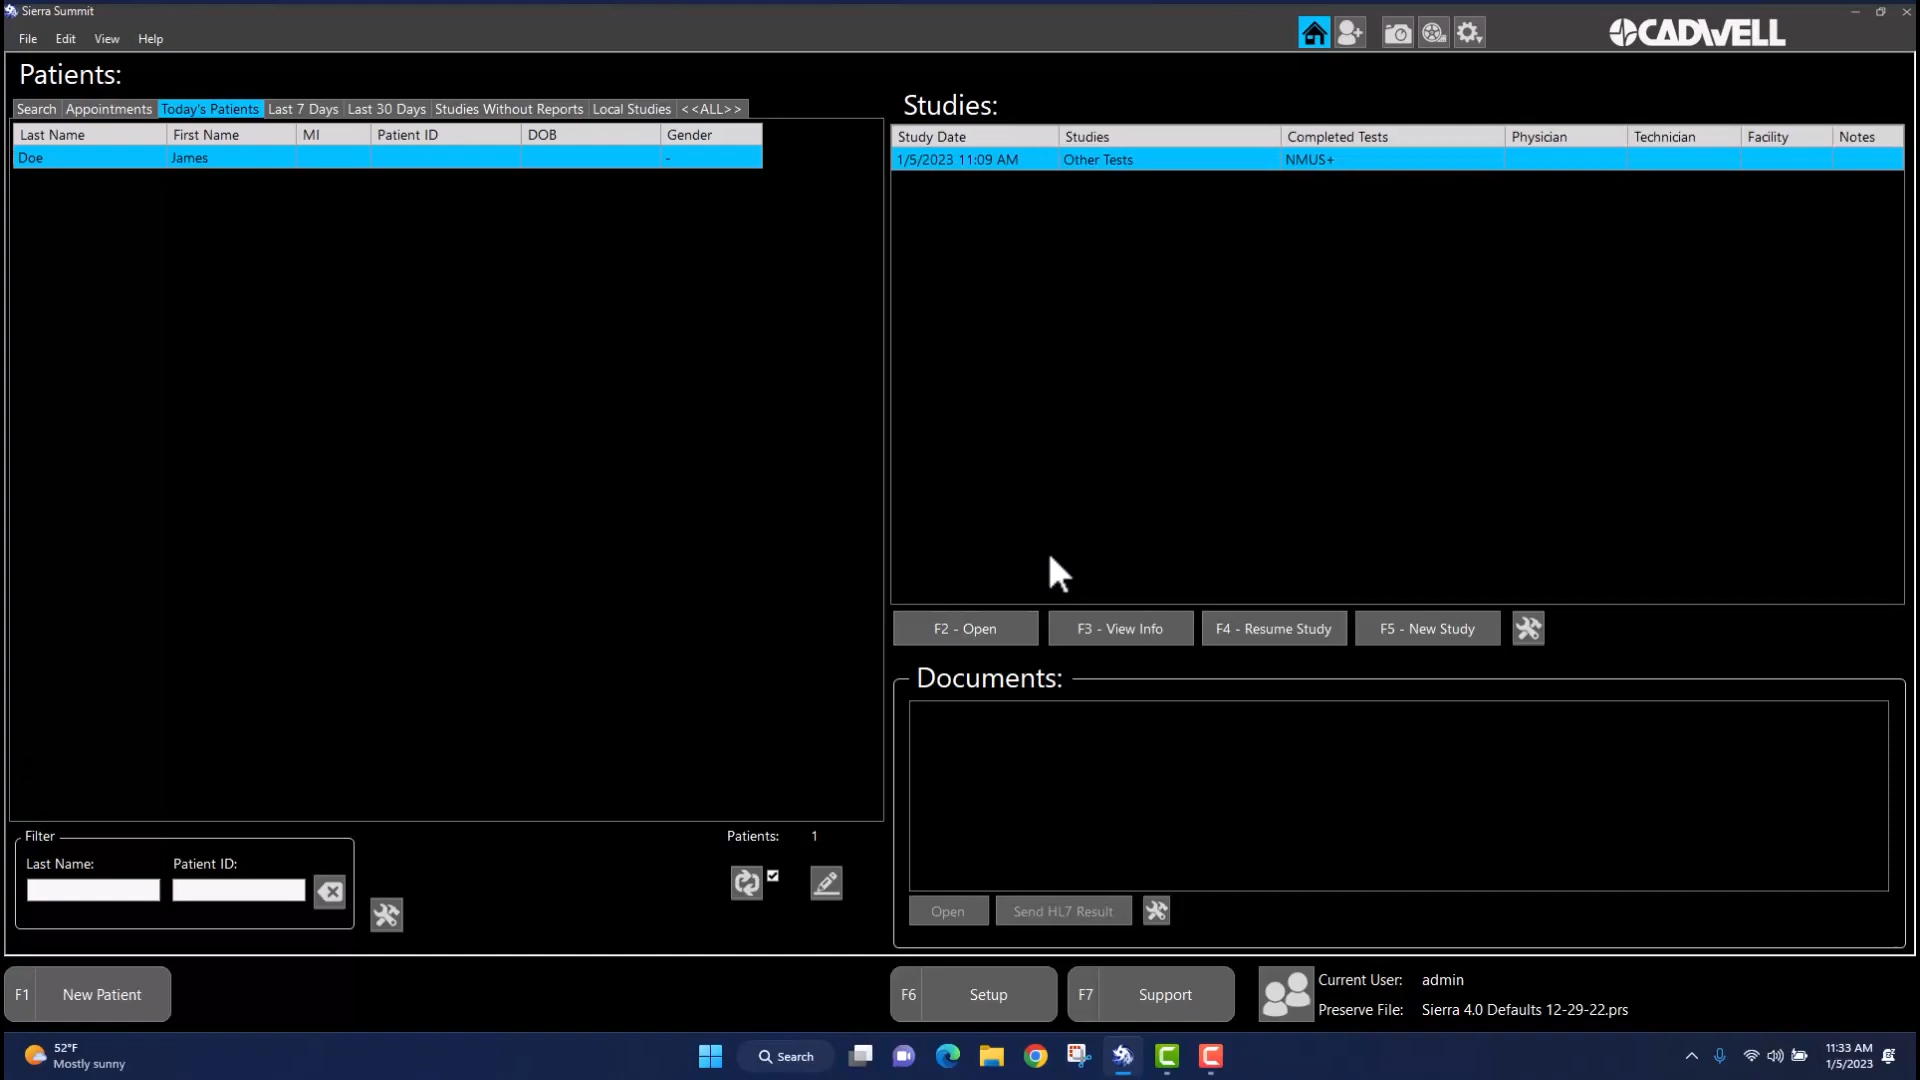 Sierra Summit
File Edit View Help
CADWELL
Patients:
Search Appointments Today's Patients Last 7 Days Last 30 Days Studies Without Reports Local Studies <<ALL>>
Last Name First Name MI Patient ID DOB Gender
Doe James -
Studies:
Study Date Studies Completed Tests Physician Technician Facility Notes
1/5/2023 11:09 AM Other Tests NMUS+
F2 - Open F3 - View Info F4 - Resume Study F5 - New Study
Documents:
Open Send HL7 Result
Filter
Last Name: Patient ID:
Patients: 1
F1 New Patient
F6 Setup
F7 Support
Current User: admin
Preserve File: Sierra 4.0 Defaults 12-29-22.prs
52°F
Mostly sunny
Search
11:33 AM
1/5/2023